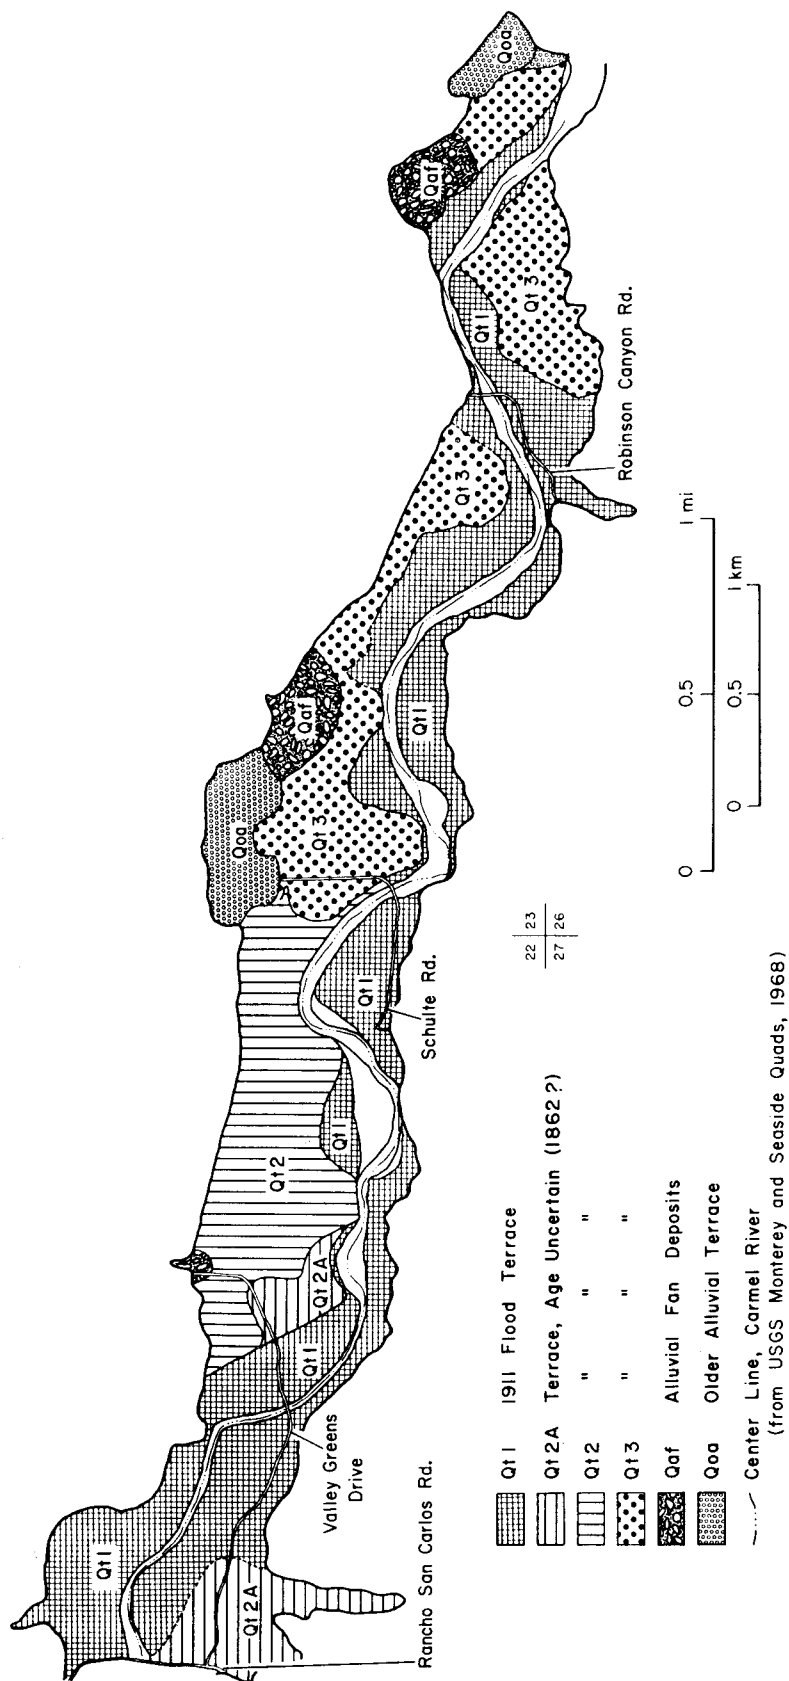 Qoa
Qaf
Qt3
Qt1
Robinson Canyon Rd.
Qt3
Qaf
Qt1
Qoa
Qt3
A
Qt1
Schulte Rd.
Qt1
Qt2
Qt2A
Qt1
Valley Greens
Drive
Qt1
Qt2A
Rancho San Carlos Rd.
22 23
27 26
0 0.5 1 mi
0 0.5 1 km
Qt1 1911 Flood Terrace
Qt2A Terrace, Age Uncertain (1862?)
Qt2 " " "
Qt3 " " "
Qaf Alluvial Fan Deposits
Qoa Older Alluvial Terrace
Center Line, Carmel River
(from USGS Monterey and Seaside Quads, 1968)